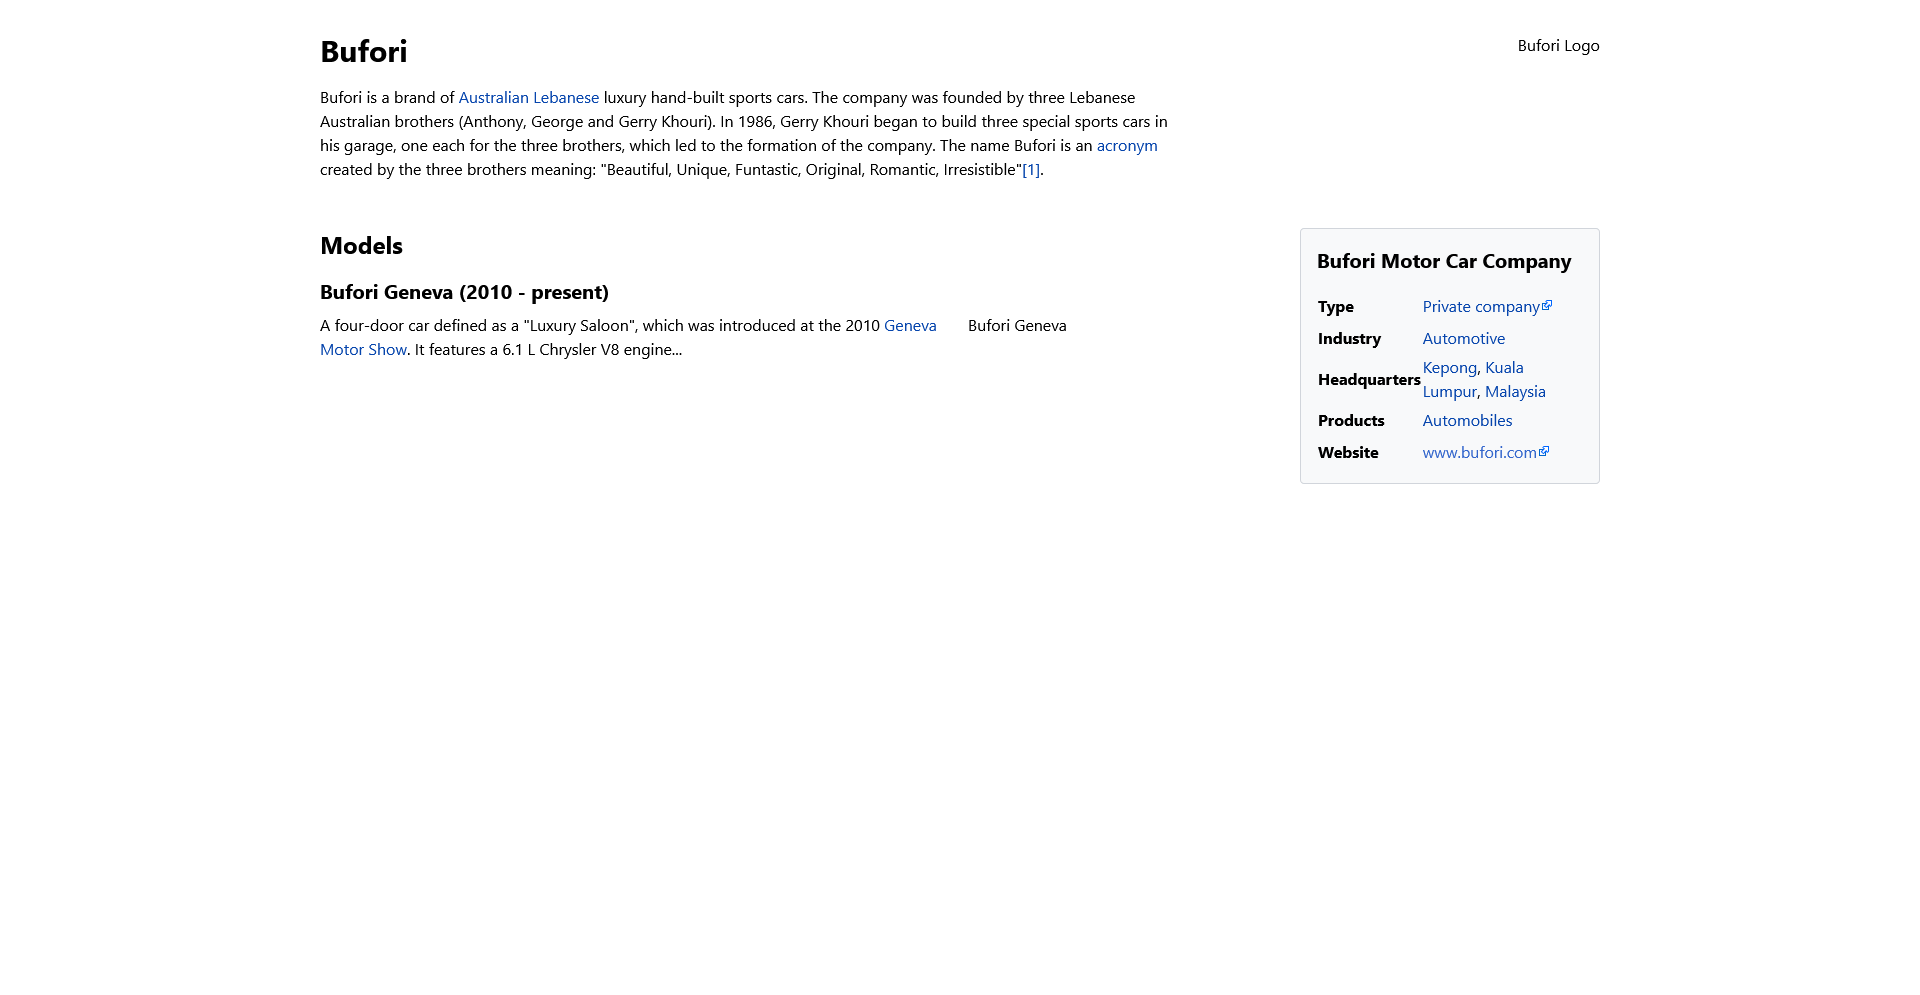 Bufori
Bufori Logo
Bufori is a brand of Australian Lebanese luxury hand-built sports cars. The company was founded by three Lebanese
Australian brothers (Anthony, George and Gerry Khouri). In 1986, Gerry Khouri began to build three special sports cars in
his garage, one each for the three brothers, which led to the formation of the company. The name Bufori is an acronym
created by the three brothers meaning: "Beautiful, Unique, Funtastic, Original, Romantic, Irresistible"[1].
Models
Bufori Geneva (2010 - present)
A four-door car defined as a "Luxury Saloon", which was introduced at the 2010 Geneva
Motor Show. It features a 6.1 L Chrysler V8 engine...
Bufori Geneva
Bufori Motor Car Company
Type Private company
Industry Automotive
Headquarters Kepong, Kuala
Lumpur, Malaysia
Products Automobiles
Website www.bufori.com